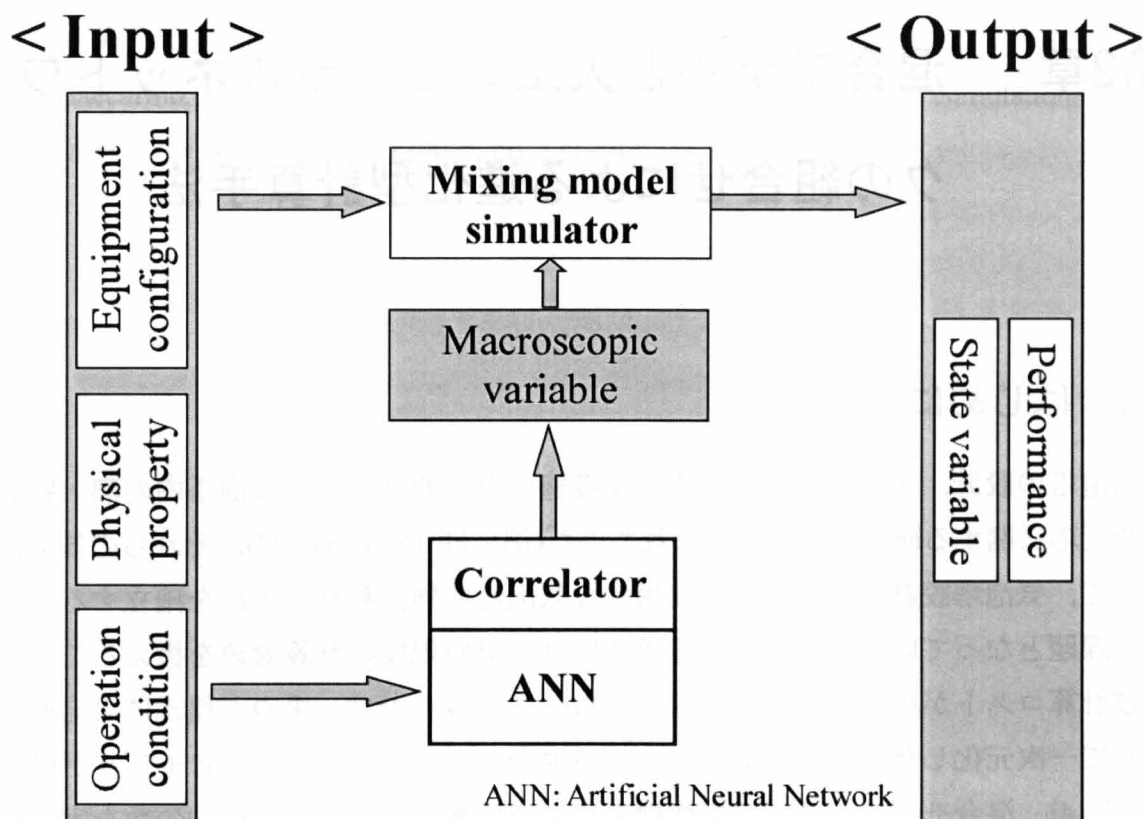 < Input >
< Output >
Equipment
configuration
Physical
property
Operation
condition
Mixing model
simulator
Macroscopic
variable
Correlator
ANN
State variable
Performance
ANN: Artificial Neural Network